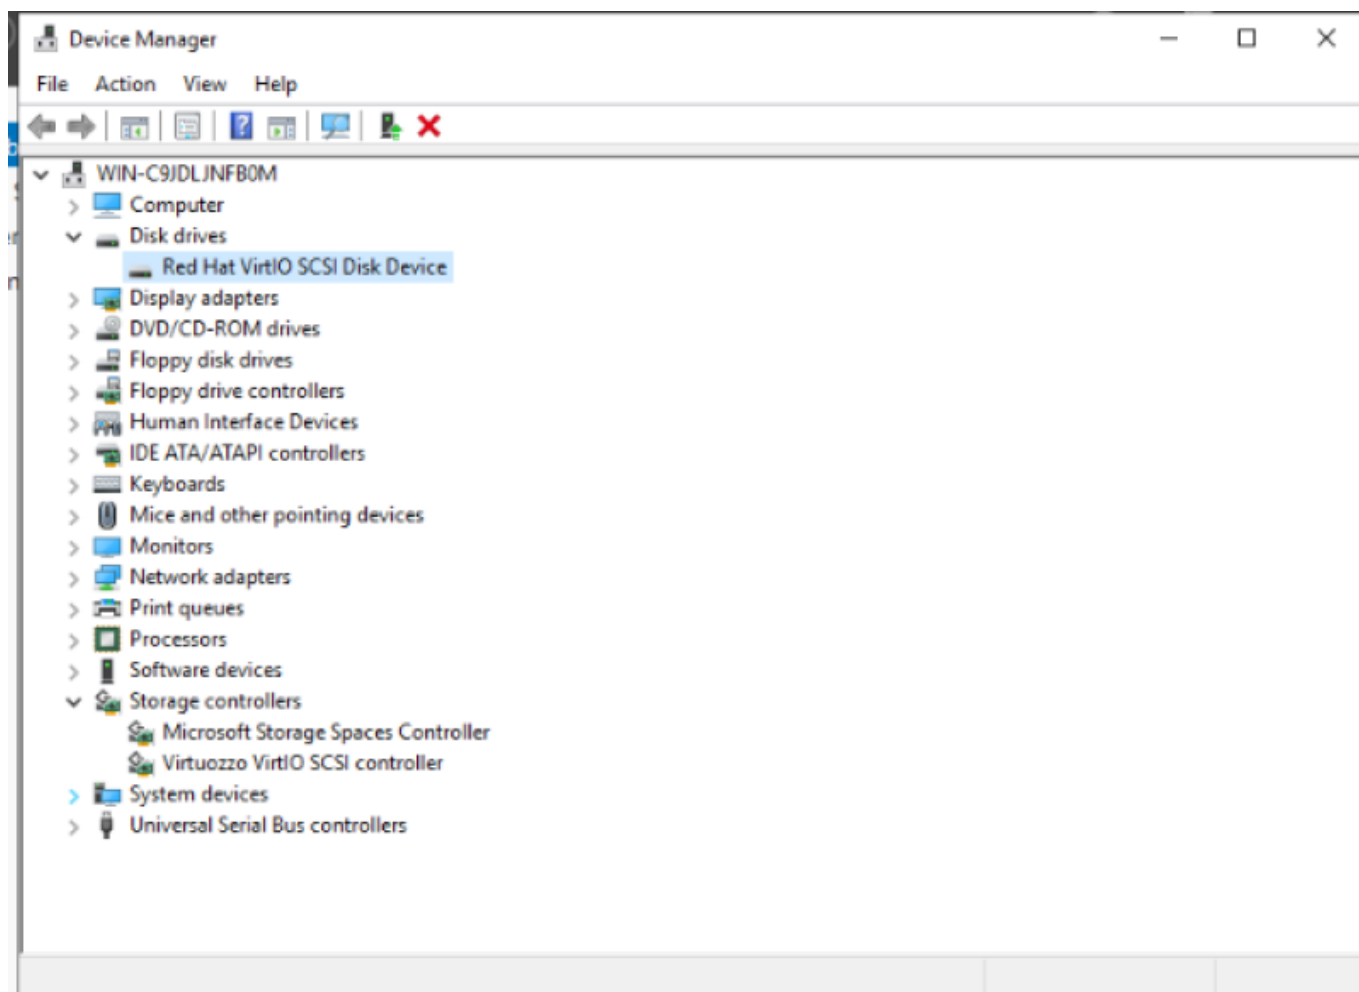 Device Manager
File Action View Help
WIN-C9JDLJNFB0M
Computer
Disk drives
Red Hat VirtIO SCSI Disk Device
Display adapters
DVD/CD-ROM drives
Floppy disk drives
Floppy drive controllers
Human Interface Devices
IDE ATA/ATAPI controllers
Keyboards
Mice and other pointing devices
Monitors
Network adapters
Print queues
Processors
Software devices
Storage controllers
Microsoft Storage Spaces Controller
Virtuozzo VirtIO SCSI controller
System devices
Universal Serial Bus controllers